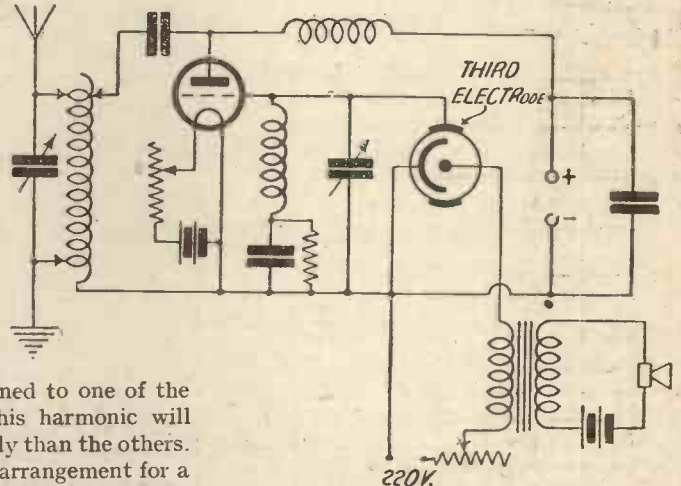 THIRD
ELECTRODE
+
-
220V.
ned to one of the
his harmonic will
ly than the others.
arrangement for a